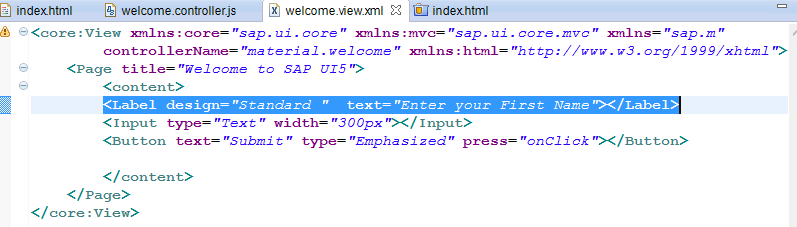 index.html welcome.controller.js welcome.view.xml index.html
<core:View xmlns:core="sap.ui.core" xmlns:mvc="sap.ui.core.mvc" xmlns="sap.m"
controllerName="material.welcome" xmlns:html="http://www.w3.org/1999/xhtml">
<Page title="Welcome to SAP UI5">
<content>
<Label design="Standard "  text="Enter your First Name"></Label>
<Input type="Text" width="300px"></Input>
<Button text="Submit" type="Emphasized" press="onClick"></Button>
</content>
</Page>
</core:View>